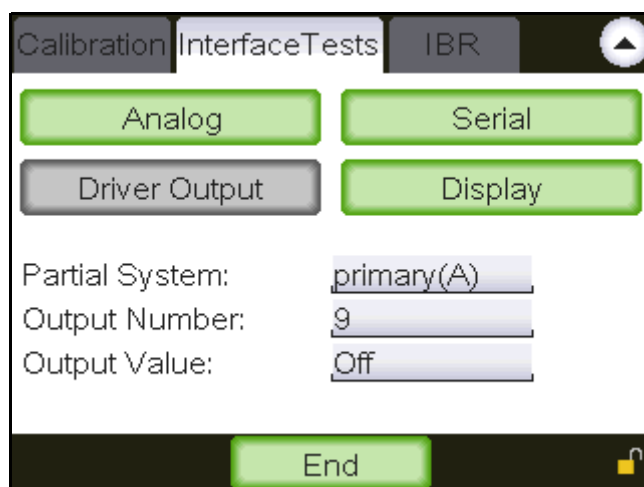 Calibration InterfaceTests IBR
Analog Serial
Driver Output Display
Partial System: primary(A)
Output Number: 9
Output Value: Off
End